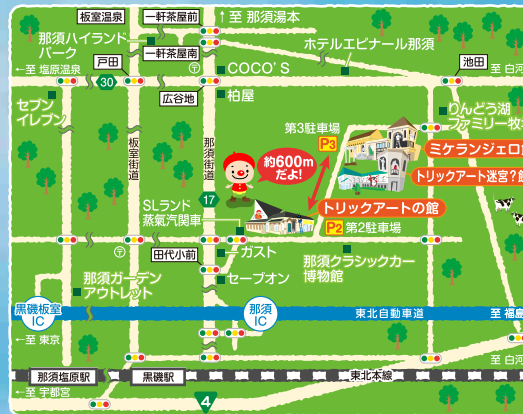 板室温泉
一軒茶屋前
↑至 那須湯本
那須ハイランド
パーク
一軒茶屋南
ホテルエピナール那須
戸田
池田
←至 塩原温泉
〒
COCO'S
至 白河
30
広谷地
柏屋
セブン
イレブン
りんどう湖
ファミリー牧
第3駐車場
P3
板室街道
那須街道
ミケランジェロ館
約600m
だよ!
トリックアート迷宮?館
17
SLランド
蒸気汽関車
トリックアートの館
P2 第2駐車場
〒
田代小前
ガスト
那須クラシックカー
博物館
那須ガーデン
アウトレット
セーブオン
黒磯板室
IC
那須
IC
東北自動車道
至 福島
←至 東京
至 白河
那須塩原駅
黒磯駅
東北本線
←至 宇都宮
4